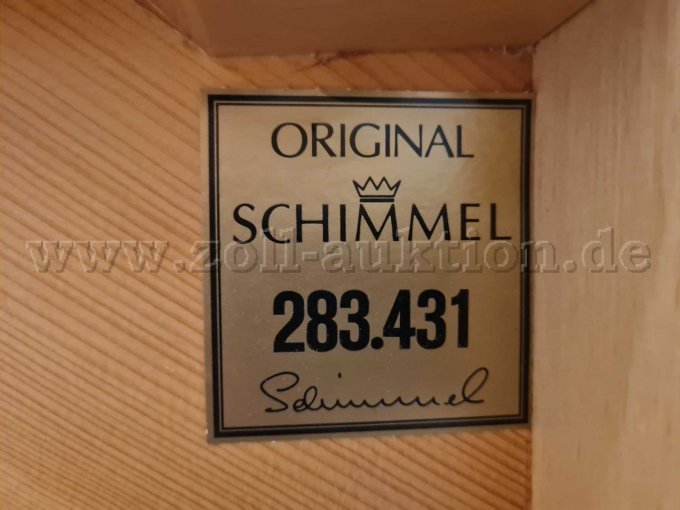 ORIGINAL
SCHIMMEL
www.zoll-auktion.de
283.431
Schimmel